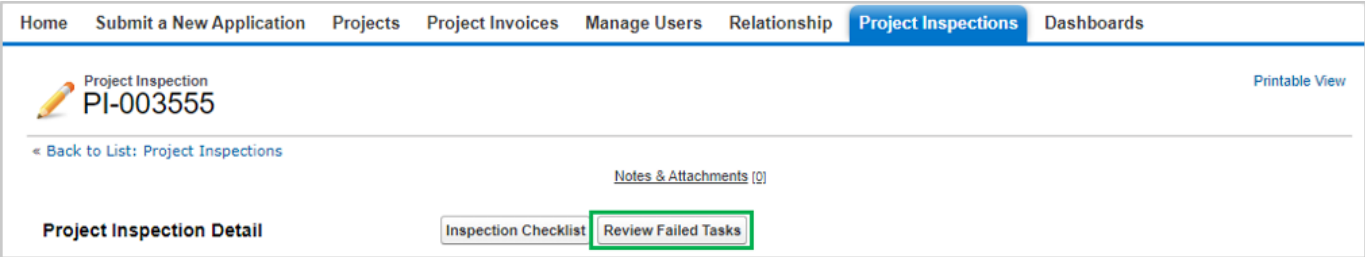 Home Submit a New Application Projects Project Invoices Manage Users Relationship Project Inspections Dashboards
Project Inspection
PI-003555
Printable View
« Back to List: Project Inspections
Notes & Attachments [0]
Project Inspection Detail Inspection Checklist Review Failed Tasks